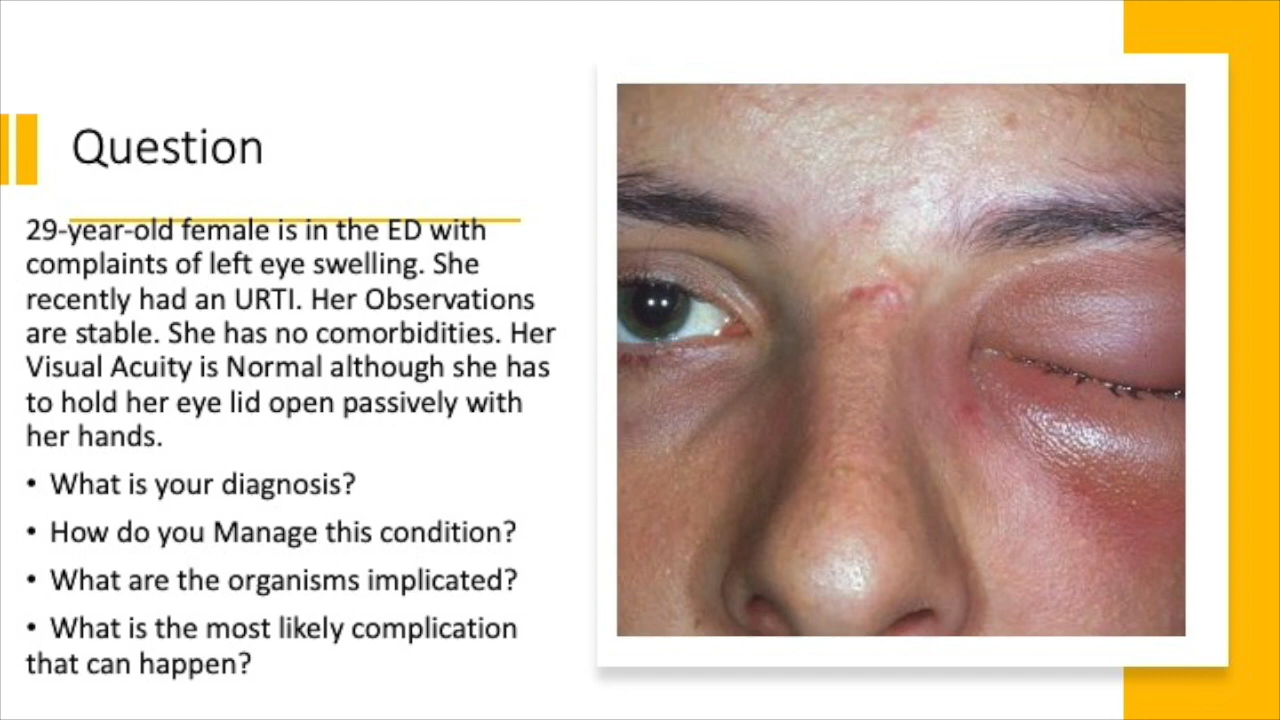 Question
29-year-old female is in the ED with
complaints of left eye swelling. She
recently had an URTI. Her Observations
are stable. She has no comorbidities. Her
Visual Acuity is Normal although she has
to hold her eye lid open passively with
her hands.
• What is your diagnosis?
• How do you Manage this condition?
• What are the organisms implicated?
• What is the most likely complication
that can happen?